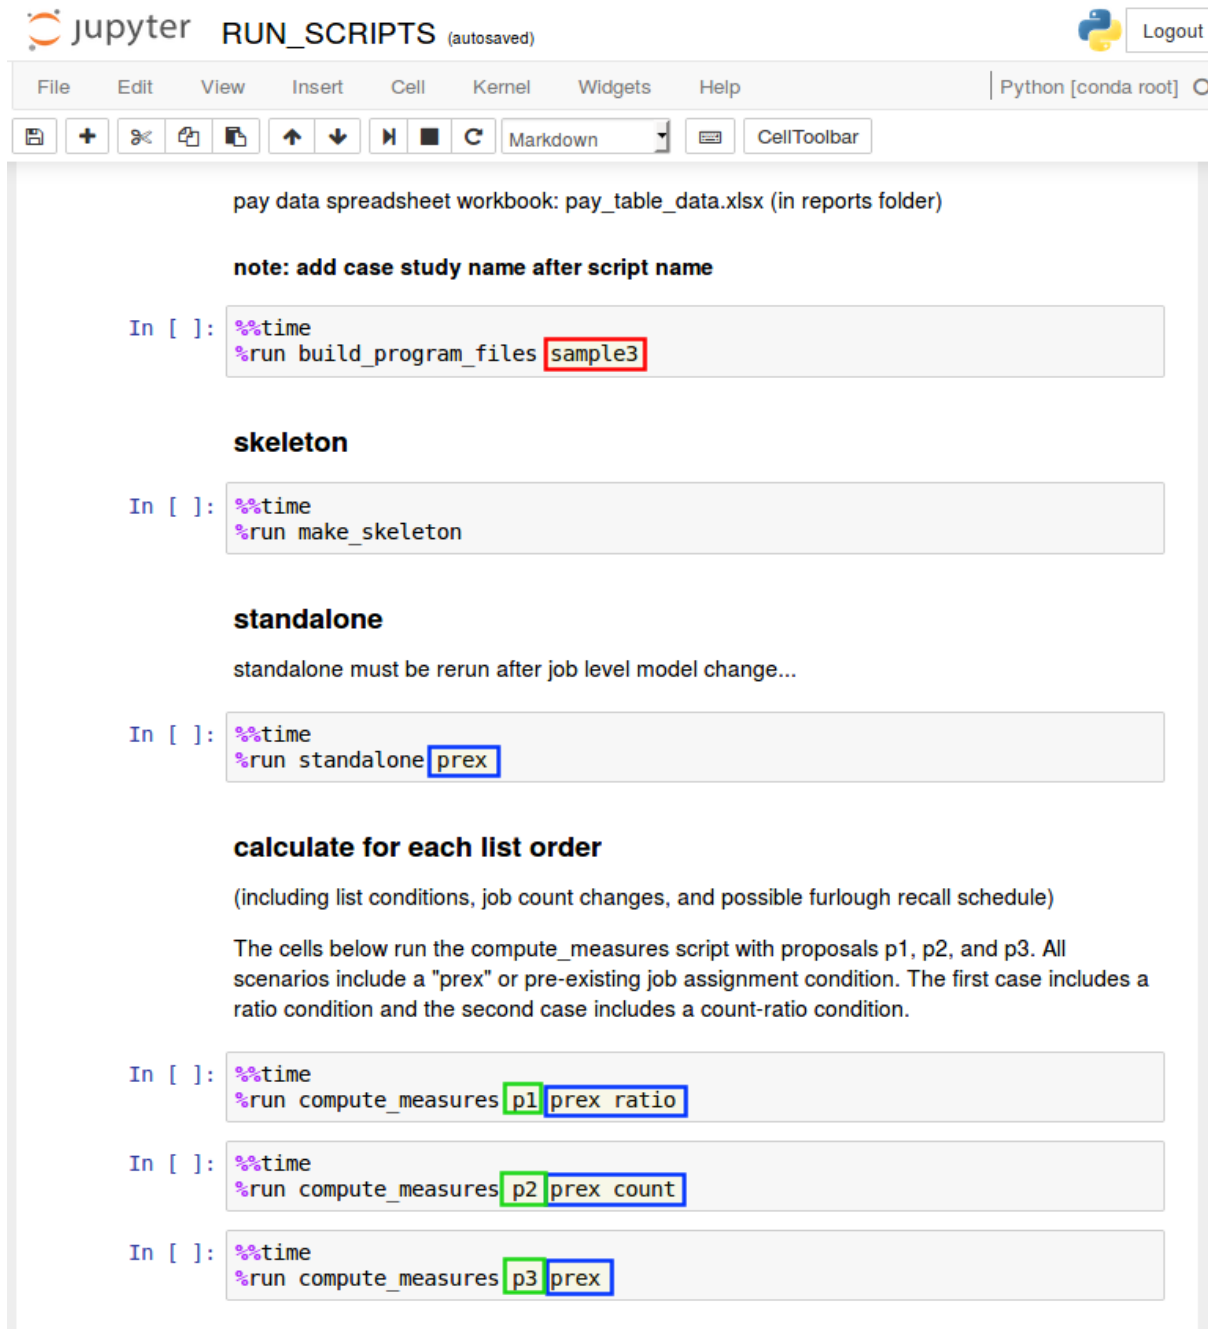 jupyter RUN_SCRIPTS (autosaved) Logout
File Edit View Insert Cell Kernel Widgets Help Python [conda root]
Markdown CellToolbar
pay data spreadsheet workbook: pay_table_data.xlsx (in reports folder)
note: add case study name after script name
In [ ]: %%time
%run build_program_files sample3
skeleton
In [ ]: %%time
%run make_skeleton
standalone
standalone must be rerun after job level model change...
In [ ]: %%time
%run standalone prex
calculate for each list order
(including list conditions, job count changes, and possible furlough recall schedule)
The cells below run the compute_measures script with proposals p1, p2, and p3. All
scenarios include a "prex" or pre-existing job assignment condition. The first case includes a
ratio condition and the second case includes a count-ratio condition.
In [ ]: %%time
%run compute_measures p1 prex ratio
In [ ]: %%time
%run compute_measures p2 prex count
In [ ]: %%time
%run compute_measures p3 prex